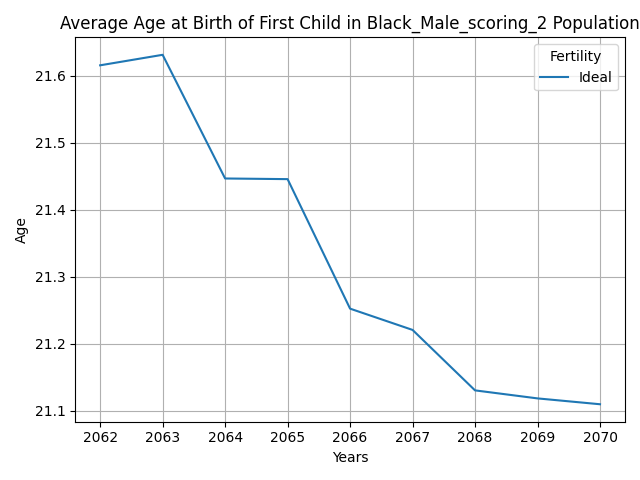 Average Age at Birth of First Child in Black_Male_scoring_2 Population
Fertility
Ideal
21.6
21.5
21.4
21.3
21.2
21.1
Age
2062 2063 2064 2065 2066 2067 2068 2069 2070
Years